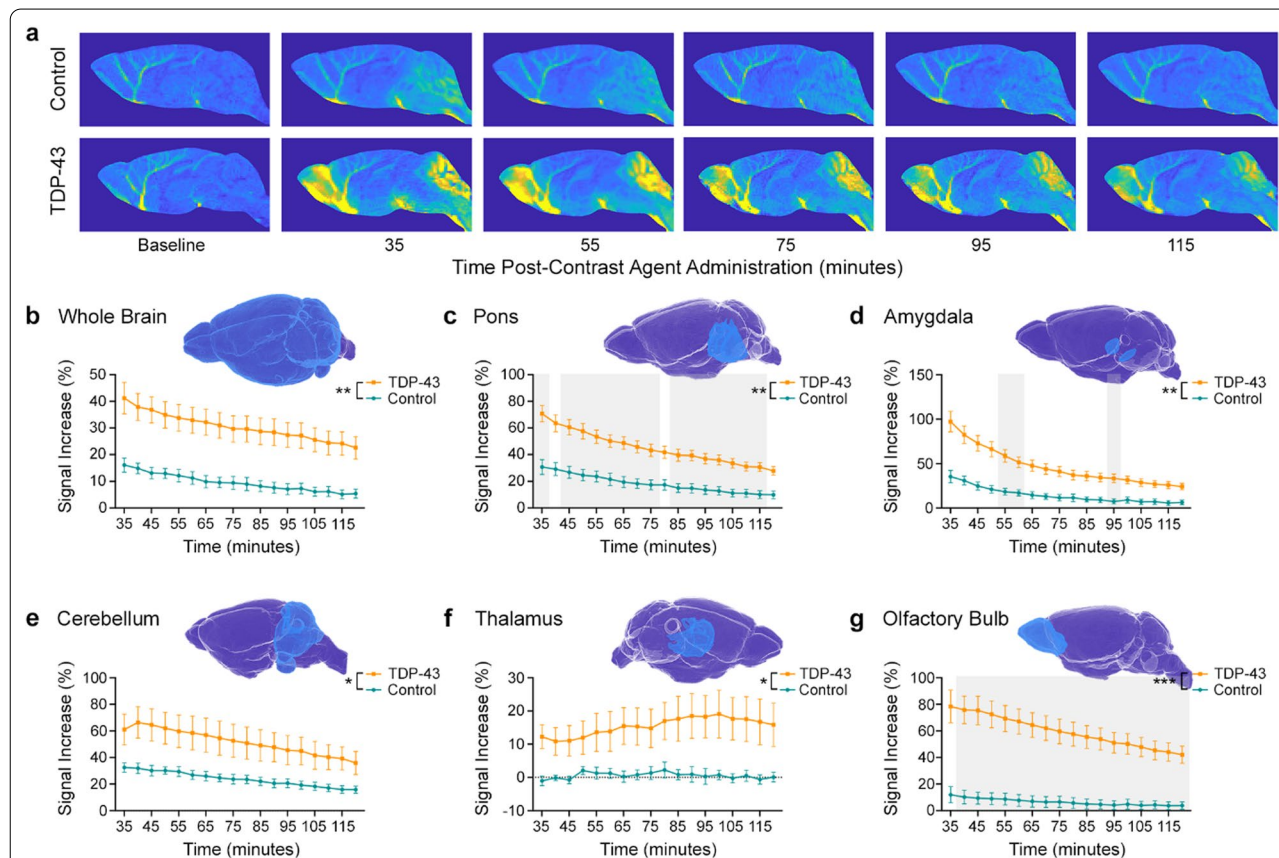 a
Control
TDP-43
Baseline 35 55 75 95 115
Time Post-Contrast Agent Administration (minutes)
b Whole Brain
Signal Increase (%)
50
40
30
20
10
0
35 45 55 65 75 85 95 105 115
Time (minutes)
** TDP-43
Control
c Pons
Signal Increase (%)
100
80
60
40
20
0
35 45 55 65 75 85 95 105 115
Time (minutes)
** TDP-43
Control
d Amygdala
Signal Increase (%)
150
100
50
0
35 45 55 65 75 85 95 105 115
Time (minutes)
** TDP-43
Control
e Cerebellum
Signal Increase (%)
100
80
60
40
20
0
35 45 55 65 75 85 95 105 115
Time (minutes)
* TDP-43
Control
f Thalamus
Signal Increase (%)
30
20
10
0
-10
35 45 55 65 75 85 95 105 115
Time (minutes)
* TDP-43
Control
g Olfactory Bulb
Signal Increase (%)
100
80
60
40
20
0
35 45 55 65 75 85 95 105 115
Time (minutes)
*** TDP-43
Control